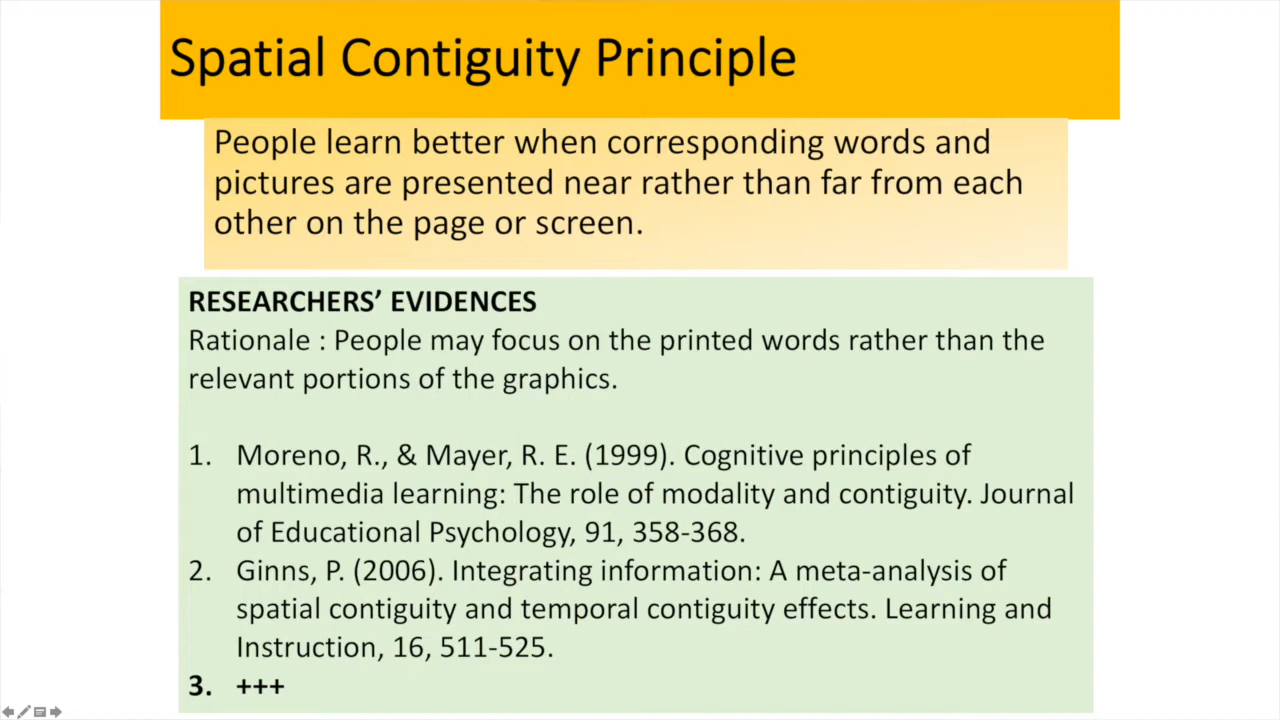 Spatial Contiguity Principle
People learn better when corresponding words and
pictures are presented near rather than far from each
other on the page or screen.
RESEARCHERS’ EVIDENCES
Rationale : People may focus on the printed words rather than the
relevant portions of the graphics.
1. Moreno, R., & Mayer, R. E. (1999). Cognitive principles of
multimedia learning: The role of modality and contiguity. Journal
of Educational Psychology, 91, 358-368.
2. Ginns, P. (2006). Integrating information: A meta-analysis of
spatial contiguity and temporal contiguity effects. Learning and
Instruction, 16, 511-525.
3. +++